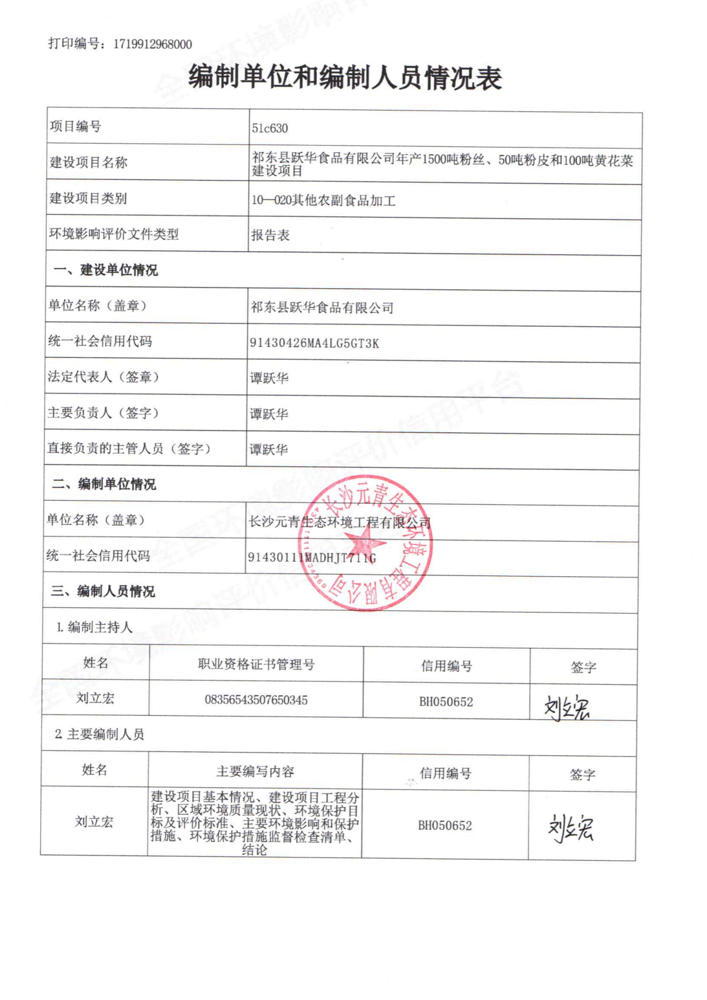 打印编号：1719912968000
编制单位和编制人员情况表
项目编号
51c630
建设项目名称
祁东县跃华食品有限公司年产1500吨粉丝、50吨粉皮和100吨黄花菜
建设项目
建设项目类别
10—020其他农副食品加工
环境影响评价文件类型
报告表
一、建设单位情况
单位名称（盖章）
祁东县跃华食品有限公司
统一社会信用代码
91430426MA4LG5GT3K
法定代表人（签章）
谭跃华
主要负责人（签字）
谭跃华
直接负责的主管人员（签字）
谭跃华
二、编制单位情况
单位名称（盖章）
长沙元青生态环境工程有限公司
统一社会信用代码
91430111MADHJT711G
长沙元青生态环境工程有限公司
三、编制人员情况
1. 编制主持人
姓名 职业资格证书管理号 信用编号 签字
刘立宏 08356543507650345 BH050652 刘立宏
2. 主要编制人员
姓名 主要编写内容 信用编号 签字
刘立宏
建设项目基本情况、建设项目工程分
析、区域环境质量现状、环境保护目
标及评价标准、主要环境影响和保护
措施、环境保护措施监督检查清单、
结论
BH050652
刘立宏
全国环境影响评价信用平台